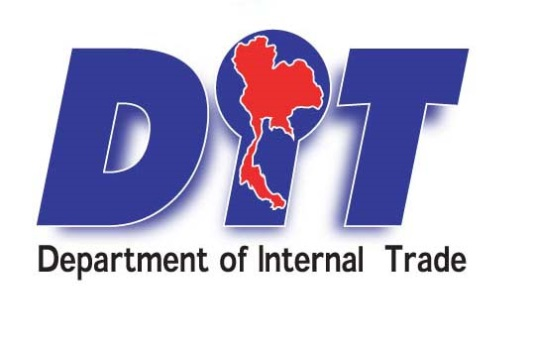 DiT
Department of Internal Trade